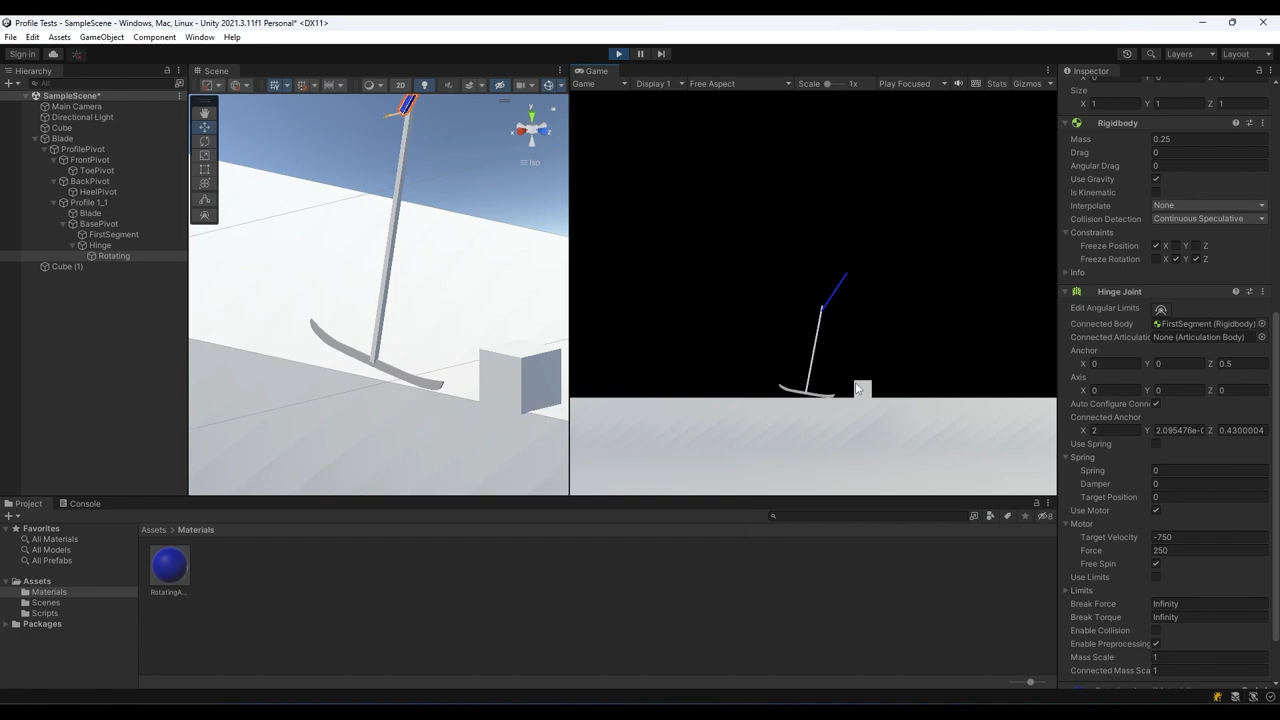 Profile Tests - SampleScene - Windows, Mac, Linux - Unity 2021.3.11f1 Personal* <DX11>
File Edit Assets GameObject Component Window Help
Sign in
Layers Layout
Hierarchy
All
SampleScene*
Main Camera
Directional Light
Cube
Blade
ProfilePivot
FrontPivot
ToePivot
BackPivot
HeelPivot
Profile 1_1
Blade
BasePivot
FirstSegment
Hinge
Rotating
Cube (1)
Scene
2D
y
x
z
Iso
Game
Game Display 1 Free Aspect Scale 1x Play Focused Stats Gizmos
Inspector
Size
X 1 Y 1 Z 1
Rigidbody
Mass 0.25
Drag 0
Angular Drag 0
Use Gravity
Is Kinematic
Interpolate None
Collision Detection Continuous Speculative
Constraints
Freeze Position X Y Z
Freeze Rotation X Y Z
Info
Hinge Joint
Edit Angular Limits
Connected Body FirstSegment (Rigidbody)
Connected Articulatio None (Articulation Body)
Anchor
X 0 Y 0 Z 0.5
Axis
X 0 Y 0 Z 0
Auto Configure Conn
Connected Anchor
X 2 Y 2.095476e-0 Z 0.4300004
Use Spring
Spring
Spring 0
Damper 0
Target Position 0
Use Motor
Motor
Target Velocity -750
Force 250
Free Spin
Use Limits
Limits
Break Force Infinity
Break Torque Infinity
Enable Collision
Enable Preprocessing
Mass Scale 1
Connected Mass Sca 1
Project Console
8
Favorites
All Materials
All Models
All Prefabs
Assets
Materials
Scenes
Scripts
Packages
Assets > Materials
RotatingA...